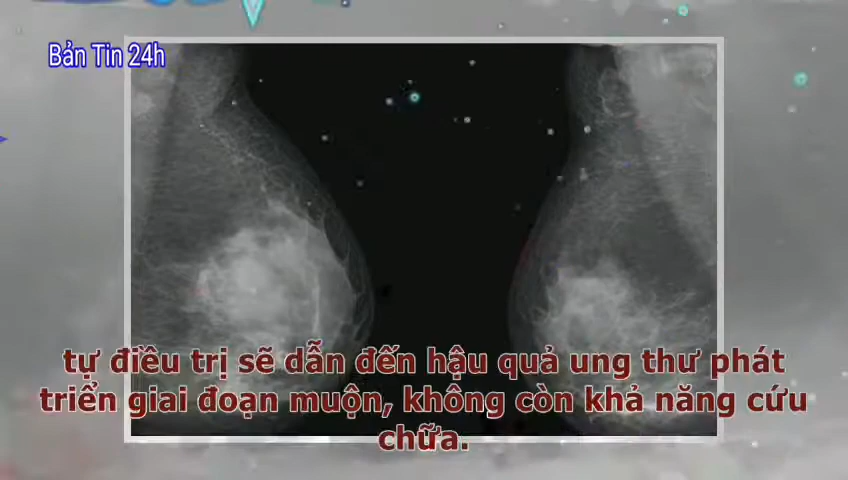 Bản Tin 24h
tự điều trị sẽ dẫn đến hậu quả ung thư phát
triển giai đoạn muộn, không còn khả năng cứu
chữa.